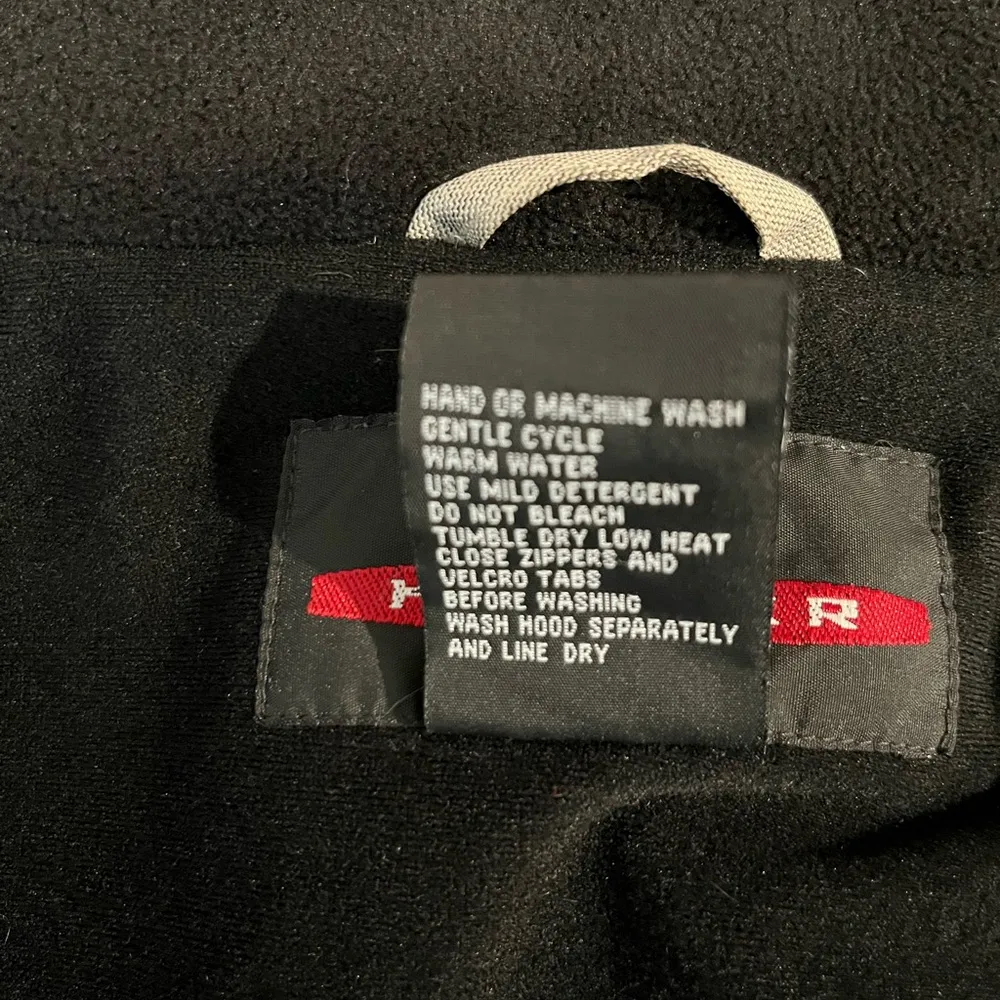 HAND OR MACHINE WASH
GENTLE CYCLE
WARM WATER
USE MILD DETERGENT
DO NOT BLEACH
TUMBLE DRY LOW HEAT
CLOSE ZIPPERS AND
VELCRO TABS
BEFORE WASHING
WASH HOOD SEPARATELY
AND LINE DRY